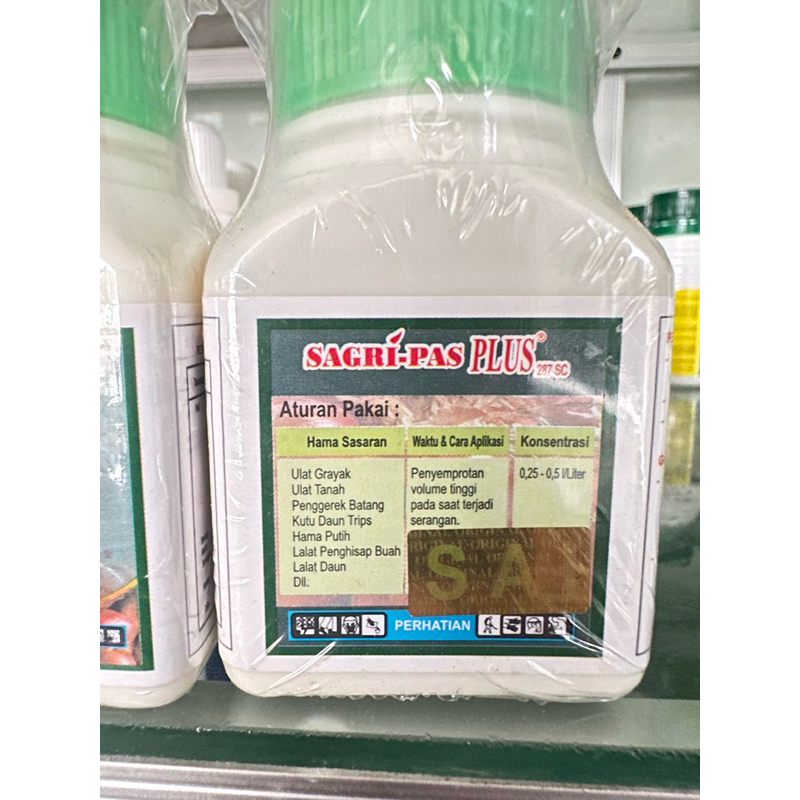 SAGRI-PAS PLUS®
287 SC
Aturan Pakai :
Hama Sasaran
Waktu & Cara Aplikasi
Konsentrasi
Ulat Grayak
Ulat Tanah
Penggerek Batang
Kutu Daun Trips
Hama Putih
Lalat Penghisap Buah
Lalat Daun
Dll.
Penyemprotan
volume tinggi
pada saat terjadi
serangan.
0,25 - 0,5 l/Liter
ORIGINAL
SA
PERHATIAN